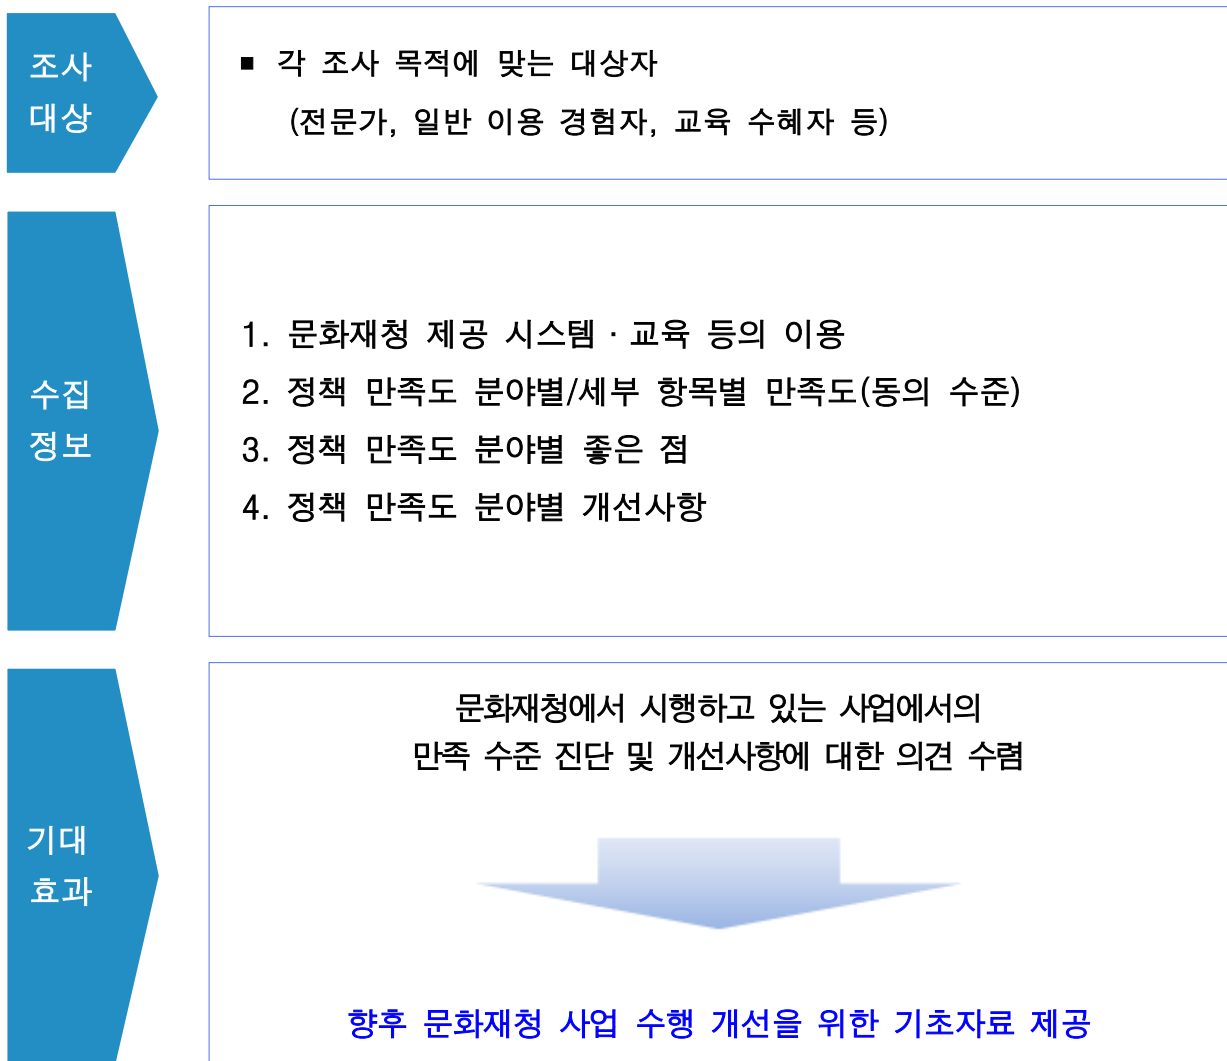 조사
대상
■ 각 조사 목적에 맞는 대상자
(전문가, 일반 이용 경험자, 교육 수혜자 등)
수집
정보
1. 문화재청 제공 시스템·교육 등의 이용
2. 정책 만족도 분야별/세부 항목별 만족도(동의 수준)
3. 정책 만족도 분야별 좋은 점
4. 정책 만족도 분야별 개선사항
기대
효과
문화재청에서 시행하고 있는 사업에서의
만족 수준 진단 및 개선사항에 대한 의견 수렴
향후 문화재청 사업 수행 개선을 위한 기초자료 제공